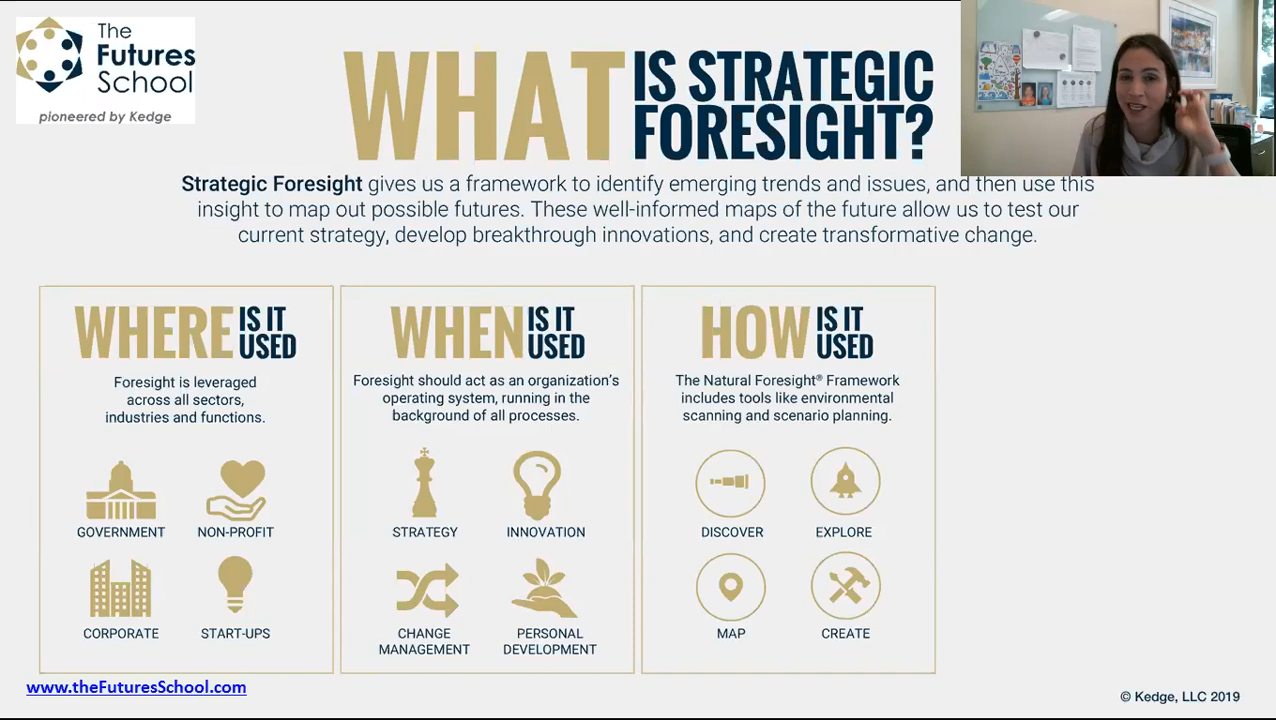 The
Futures
School
pioneered by Kedge
WHAT IS STRATEGIC
FORESIGHT?
Strategic Foresight gives us a framework to identify emerging trends and issues, and then use this
insight to map out possible futures. These well-informed maps of the future allow us to test our
current strategy, develop breakthrough innovations, and create transformative change.
WHERE IS IT
USED
Foresight is leveraged
across all sectors,
industries and functions.
GOVERNMENT
NON-PROFIT
CORPORATE
START-UPS
WHEN IS IT
USED
Foresight should act as an organization’s
operating system, running in the
background of all processes.
STRATEGY
INNOVATION
CHANGE
MANAGEMENT
PERSONAL
DEVELOPMENT
HOW IS IT
USED
The Natural Foresight® Framework
includes tools like environmental
scanning and scenario planning.
DISCOVER
EXPLORE
MAP
CREATE
www.theFuturesSchool.com
© Kedge, LLC 2019